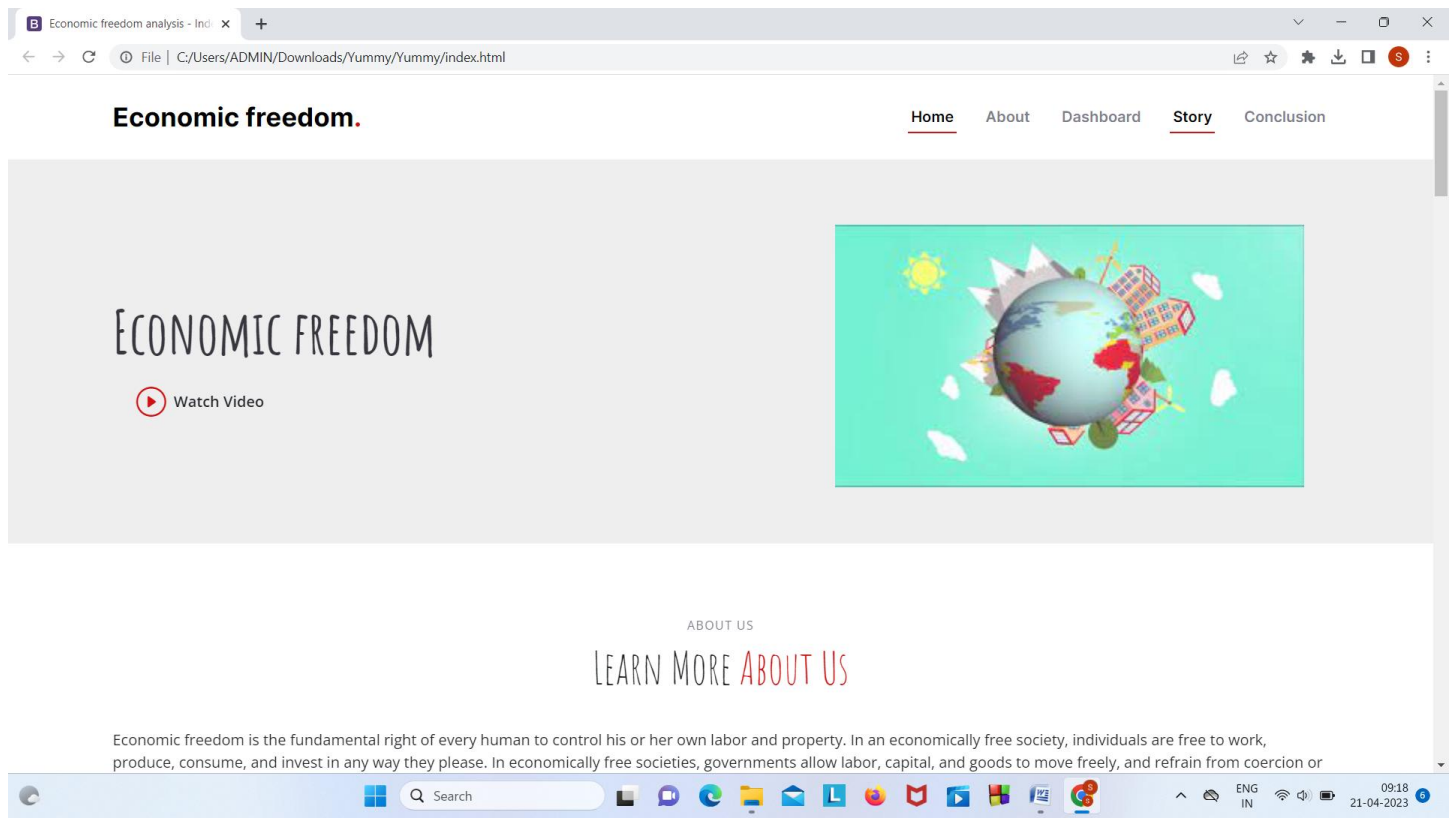 Economic freedom analysis - Ind
File | C:/Users/ADMIN/Downloads/Yummy/Yummy/index.html
S
Economic freedom.
Home About Dashboard Story Conclusion
Economic freedom
Watch Video
ABOUT US
Learn More About Us
Economic freedom is the fundamental right of every human to control his or her own labor and property. In an economically free society, individuals are free to work,
produce, consume, and invest in any way they please. In economically free societies, governments allow labor, capital, and goods to move freely, and refrain from coercion or
Search
ENG
IN
09:18
21-04-2023
6